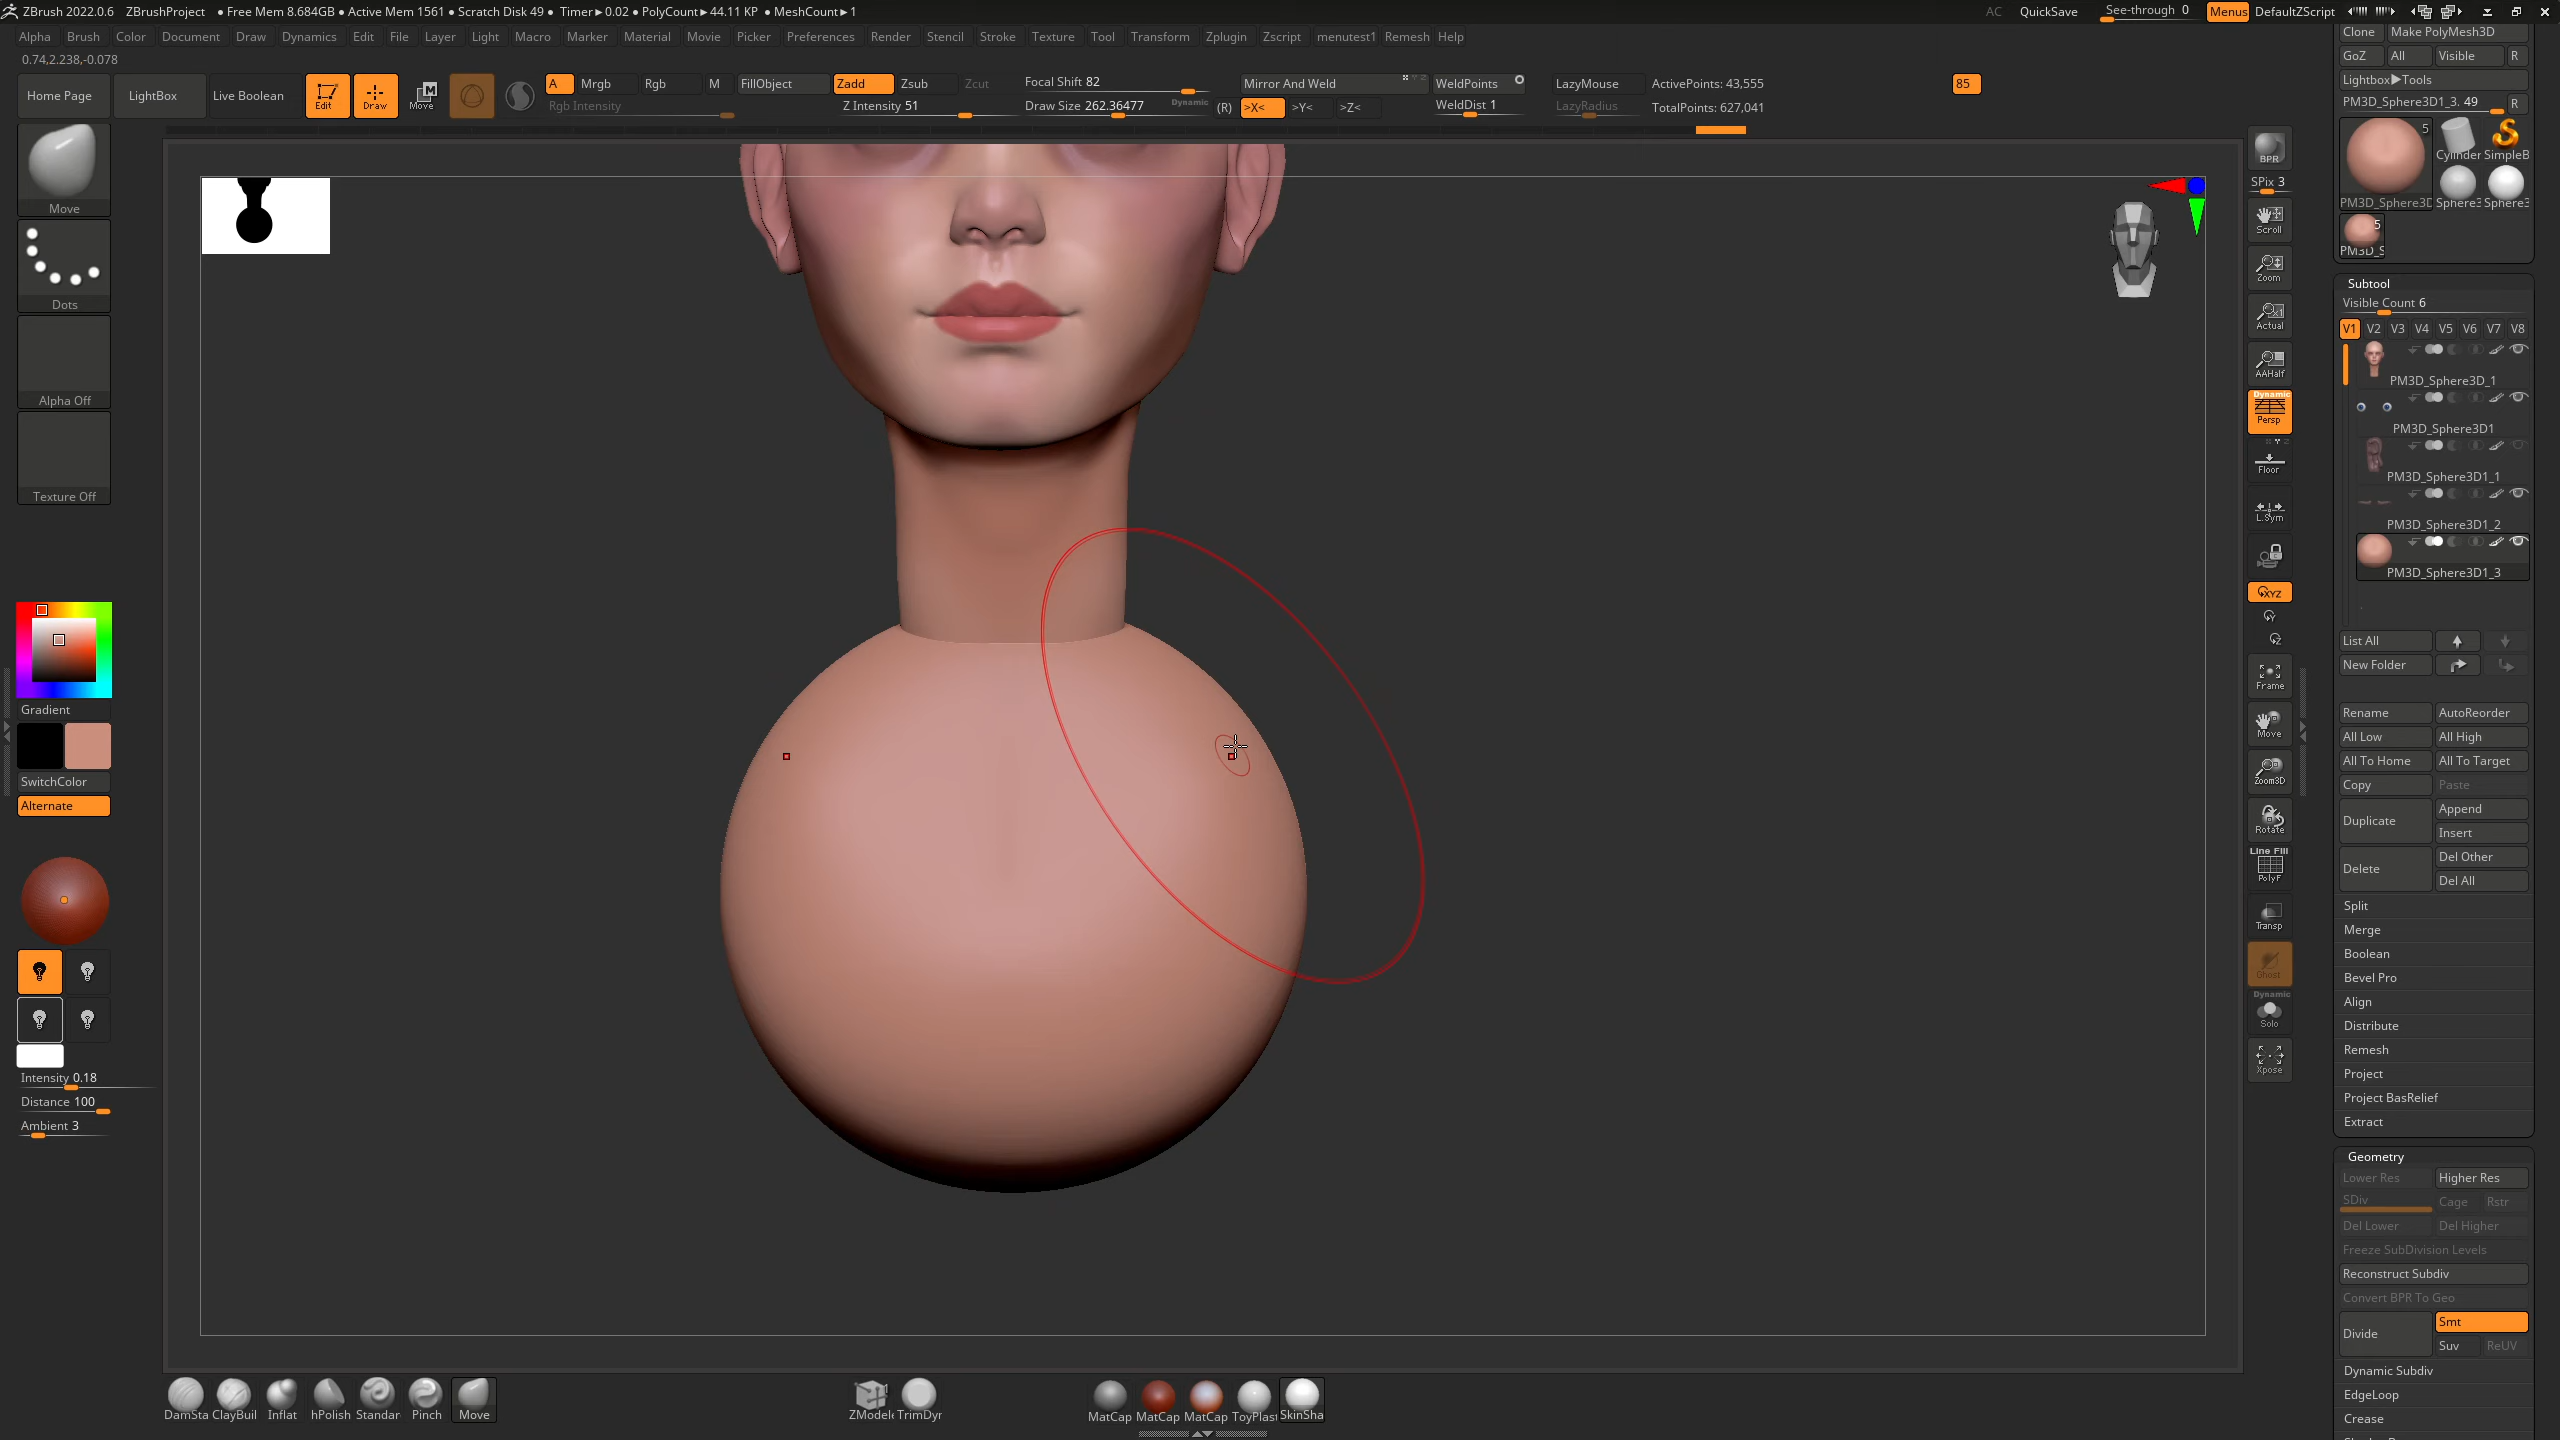 ZBrush 2022.0.6 ZBrushProject • Free Mem 8.684GB • Active Mem 1561 • Scratch Disk 49 • Timer►0.02 • PolyCount►44.11 KP • MeshCount►1 AC QuickSave See-through 0 Menus DefaultZScript
Alpha Brush Color Document Draw Dynamics Edit File Layer Light Macro Marker Material Movie Picker Preferences Render Stencil Stroke Texture Tool Transform Zplugin Zscript menutest1 Remesh Help
0.74,2.238,-0.078
Home Page LightBox Live Boolean Edit Draw Move
A Mrgb Rgb M FillObject Zadd Zsub Zcut Focal Shift 82 Mirror And Weld WeldPoints LazyMouse ActivePoints: 43,555 85
Rgb Intensity Z Intensity 51 Draw Size 262.36477 Dynamic (R) >X< >Y< >Z< WeldDist 1 LazyRadius TotalPoints: 627,041
Move
Dots
Alpha Off
Texture Off
Gradient
SwitchColor
Alternate
Intensity 0.18
Distance 100
Ambient 3
DamSta ClayBuil Inflat hPolish Standar Pinch Move
ZModele TrimDyn
MatCap MatCap MatCap ToyPlast SkinSha
BPR
SPix 3
Scroll
Zoom
Actual
AAHalf
Dynamic
Persp
Floor
L.Sym
XYZ
Y
Z
Frame
Move
Zoom3D
Rotate
Line Fill
PolyF
Transp
Ghost
Dynamic
Solo
Xpose
Clone Make PolyMesh3D
GoZ All Visible R
Lightbox►Tools
PM3D_Sphere3D1_3. 49 R
5
Cylinder SimpleB
PM3D_Sphere3D Sphere3 Sphere3
5
PM3D_S
Subtool
Visible Count 6
V1 V2 V3 V4 V5 V6 V7 V8
PM3D_Sphere3D_1
PM3D_Sphere3D1
PM3D_Sphere3D1_1
PM3D_Sphere3D1_2
PM3D_Sphere3D1_3
List All
New Folder
Rename AutoReorder
All Low All High
All To Home All To Target
Copy Paste
Duplicate Append
Insert
Delete Del Other
Del All
Split
Merge
Boolean
Bevel Pro
Align
Distribute
Remesh
Project
Project BasRelief
Extract
Geometry
Lower Res Higher Res
SDiv Cage Rstr
Del Lower Del Higher
Freeze SubDivision Levels
Reconstruct Subdiv
Convert BPR To Geo
Divide Smt
Suv ReUV
Dynamic Subdiv
EdgeLoop
Crease